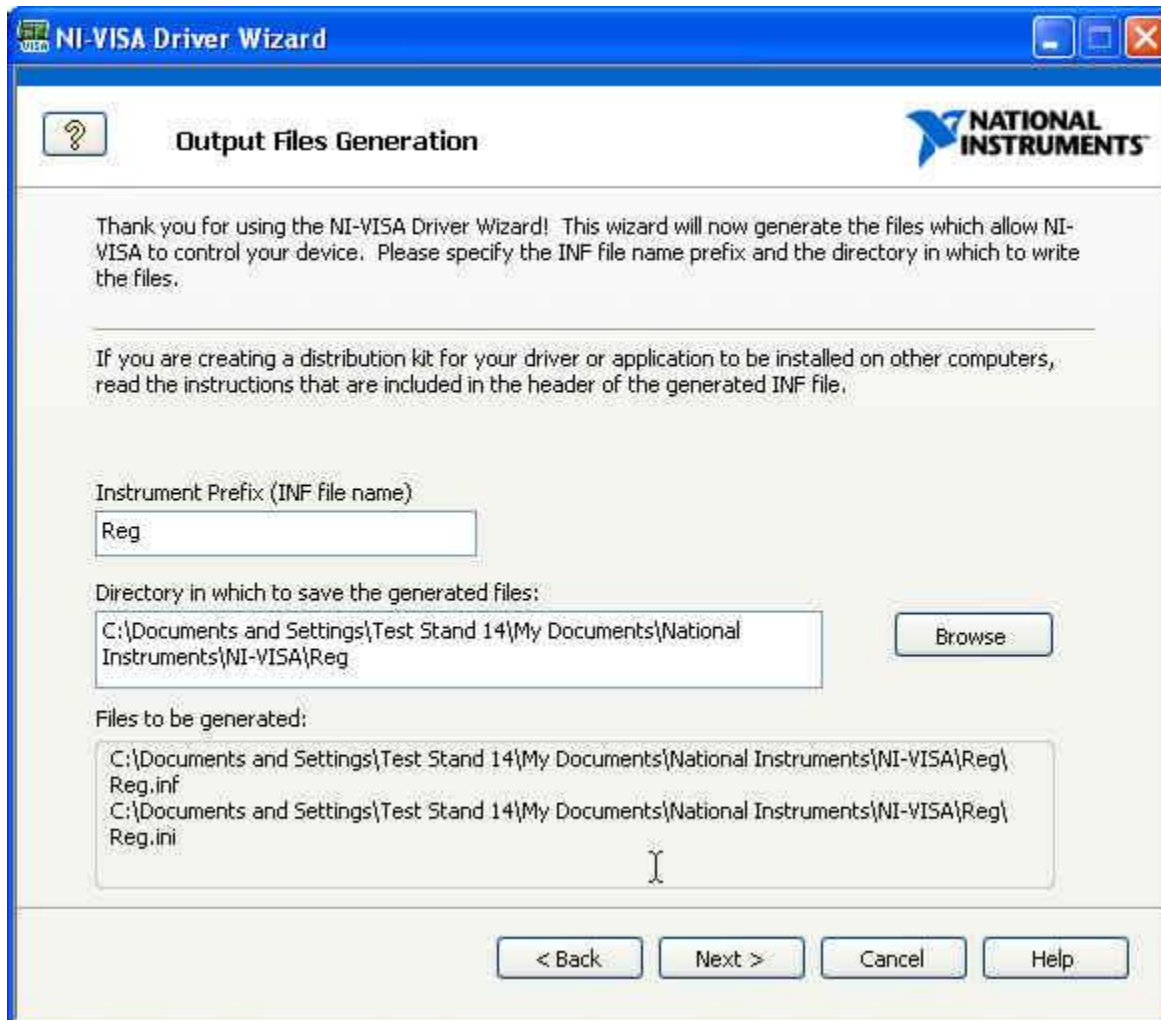 NI-VISA Driver Wizard
?
Output Files Generation
NATIONAL
INSTRUMENTS
Thank you for using the NI-VISA Driver Wizard!  This wizard will now generate the files which allow NI-
VISA to control your device.  Please specify the INF file name prefix and the directory in which to write
the files.
If you are creating a distribution kit for your driver or application to be installed on other computers,
read the instructions that are included in the header of the generated INF file.
Instrument Prefix (INF file name)
Reg
Directory in which to save the generated files:
C:\Documents and Settings\Test Stand 14\My Documents\National
Instruments\NI-VISA\Reg
Browse
Files to be generated:
C:\Documents and Settings\Test Stand 14\My Documents\National Instruments\NI-VISA\Reg\
Reg.inf
C:\Documents and Settings\Test Stand 14\My Documents\National Instruments\NI-VISA\Reg\
Reg.ini
< Back
Next >
Cancel
Help